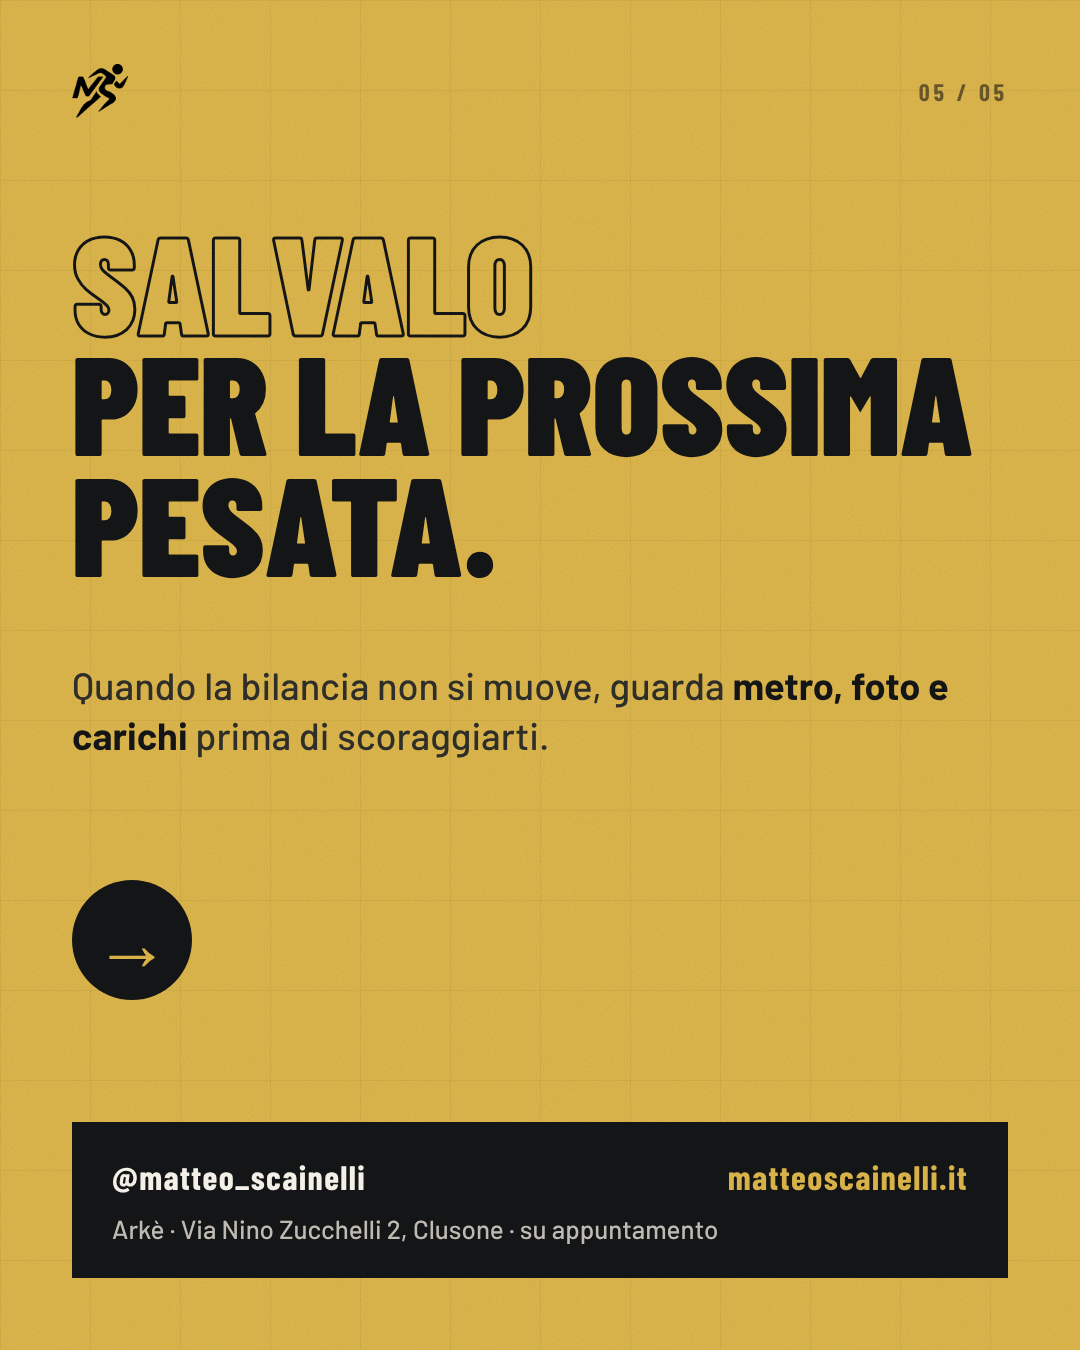 05 / 05
SALVALO
PER LA PROSSIMA
PESATA.
Quando la bilancia non si muove, guarda metro, foto e
carichi prima di scoraggiarti.
→
@matteo_scainelli
matteoscainelli.it
Arkè · Via Nino Zucchelli 2, Clusone · su appuntamento